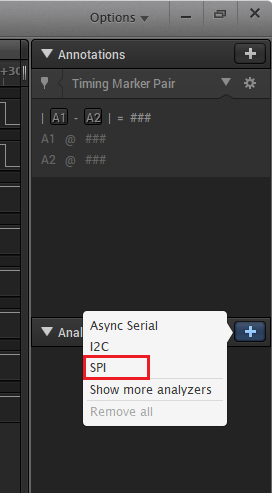 Options
+30
Annotations
Timing Marker Pair
| A1 - A2 | = ###
A1 @ ###
A2 @ ###
Anal
Async Serial
I2C
SPI
Show more analyzers
Remove all